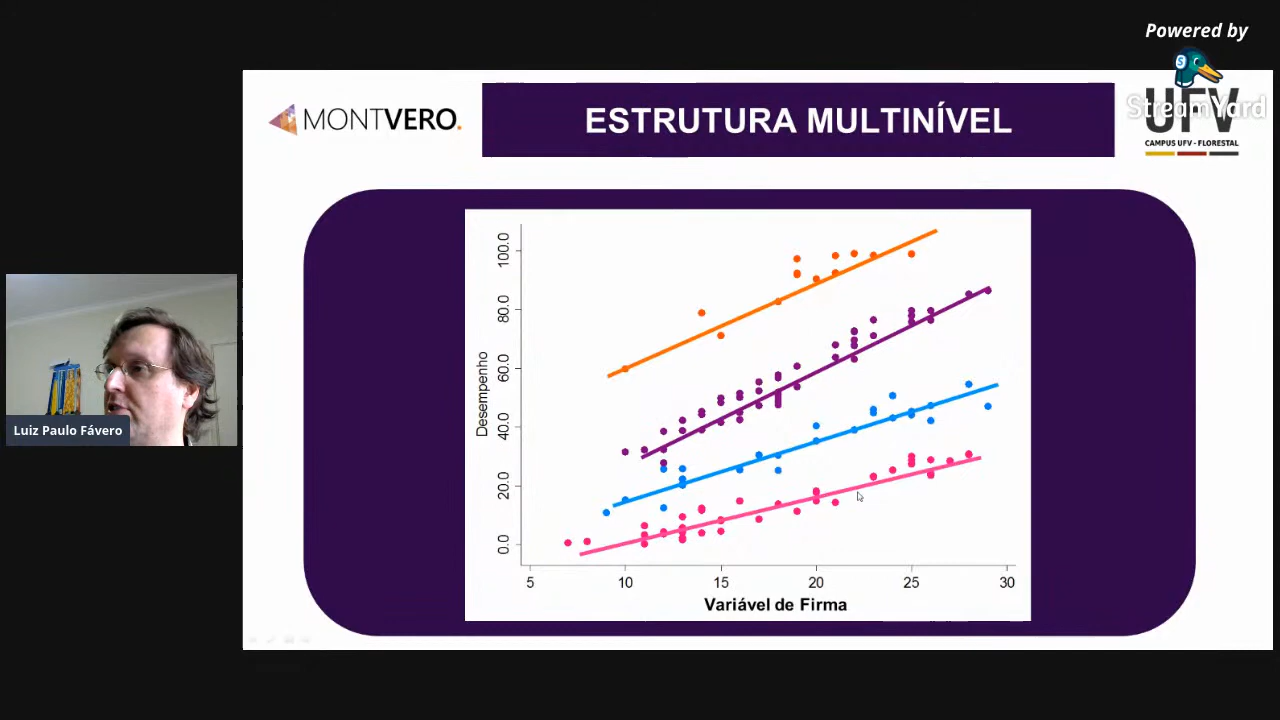 Powered by
StreamYard
MONTVERO.
ESTRUTURA MULTINÍVEL
UFV
CAMPUS UFV - FLORESTAL
Luiz Paulo Fávero
Desempenho
100.0
80.0
60.0
40.0
20.0
0.0
5 10 15 20 25 30
Variável de Firma